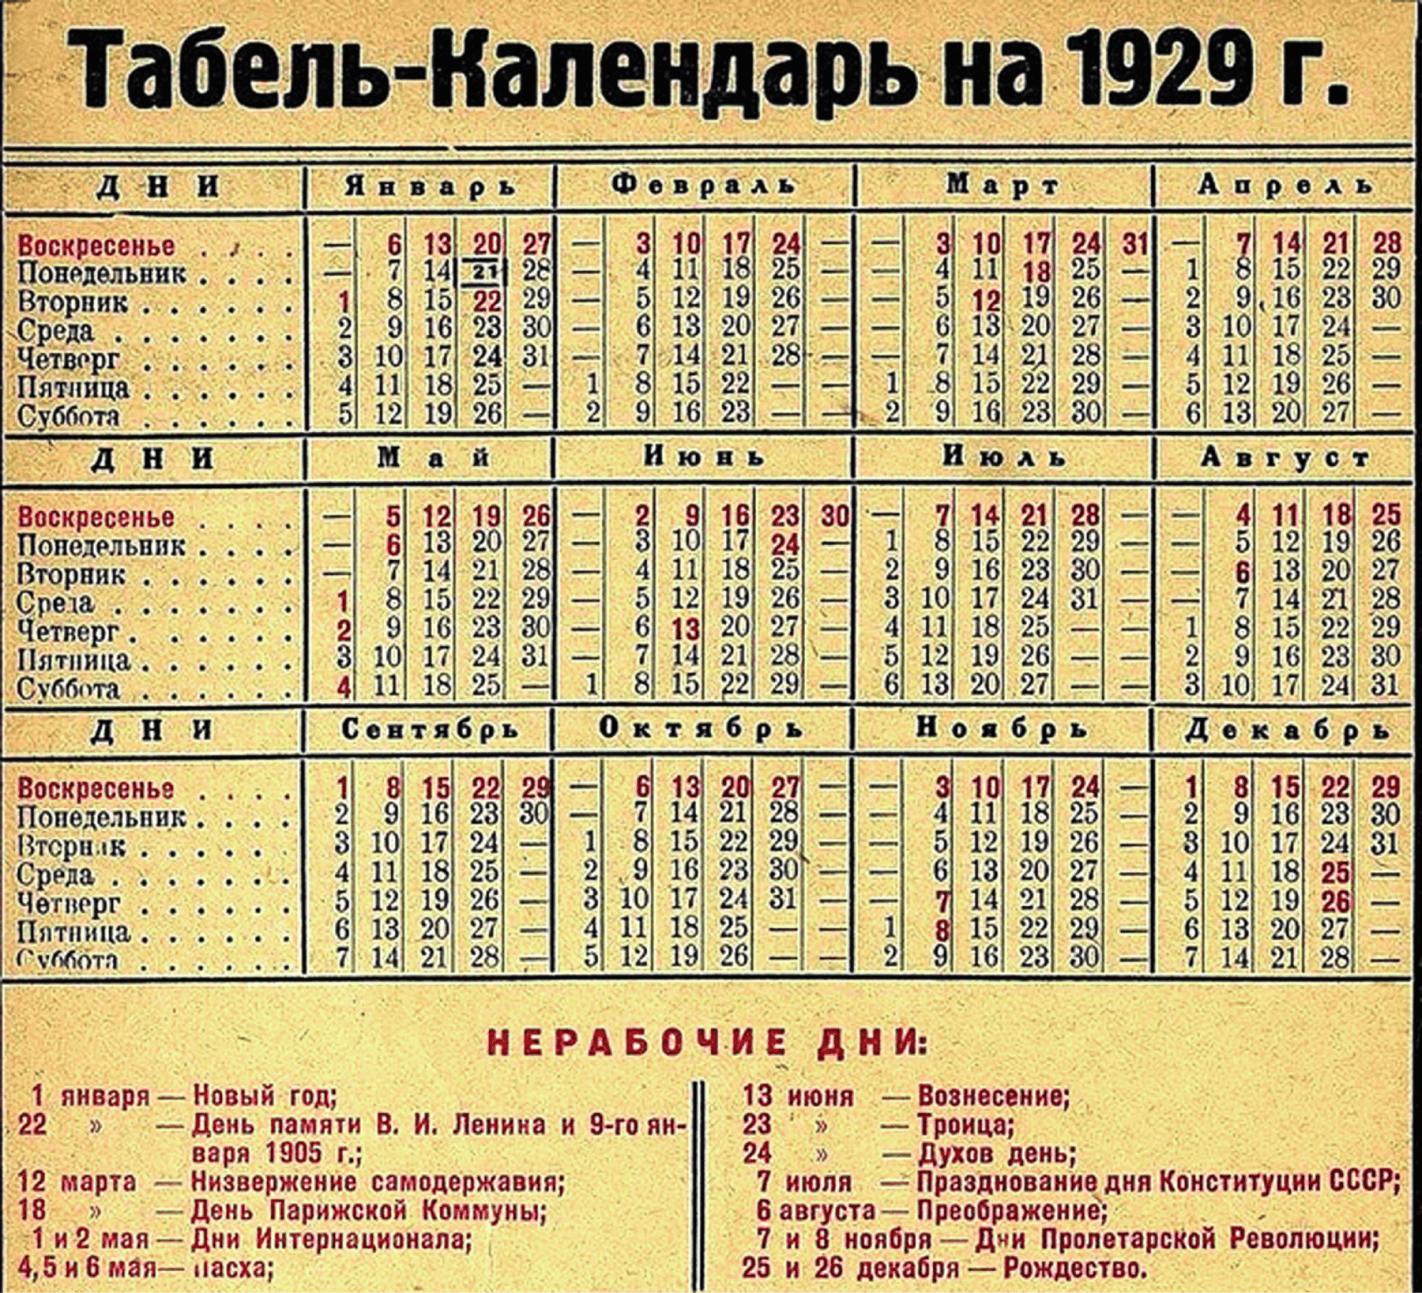 Табель-Календарь на 1929 г.
ДНИ Январь Февраль Март Апрель
Воскресенье . . . . — 6 13 20 27 — 3 10 17 24 — — 3 10 17 24 31 — 7 14 21 28
Понедельник . . . . — 7 14 21 28 — 4 11 18 25 — — 4 11 18 25 — 1 8 15 22 29
Вторник . . . . . . 1 8 15 22 29 — 5 12 19 26 — — 5 12 19 26 — 2 9 16 23 30
Среда . . . . . . . 2 9 16 23 30 — 6 13 20 27 — — 6 13 20 27 — 3 10 17 24 —
Четверг . . . . . . 3 10 17 24 31 — 7 14 21 28 — — 7 14 21 28 — 4 11 18 25 —
Пятница . . . . . . 4 11 18 25 — 1 8 15 22 — — 1 8 15 22 29 — 5 12 19 26 —
Суббота . . . . . . 5 12 19 26 — 2 9 16 23 — — 2 9 16 23 30 — 6 13 20 27 —
ДНИ Май Июнь Июль Август
Воскресенье . . . . — 5 12 19 26 — 2 9 16 23 30 — 7 14 21 28 — — 4 11 18 25
Понедельник . . . . — 6 13 20 27 — 3 10 17 24 — 1 8 15 22 29 — — 5 12 19 26
Вторник . . . . . . — 7 14 21 28 — 4 11 18 25 — 2 9 16 23 30 — — 6 13 20 27
Среда . . . . . . . 1 8 15 22 29 — 5 12 19 26 — 3 10 17 24 31 — — 7 14 21 28
Четверг . . . . . . 2 9 16 23 30 — 6 13 20 27 — 4 11 18 25 — — 1 8 15 22 29
Пятница . . . . . . 3 10 17 24 31 — 7 14 21 28 — 5 12 19 26 — — 2 9 16 23 30
Суббота . . . . . . 4 11 18 25 — 1 8 15 22 29 — 6 13 20 27 — — 3 10 17 24 31
ДНИ Сентябрь Октябрь Ноябрь Декабрь
Воскресенье . . . . 1 8 15 22 29 — 6 13 20 27 — — 3 10 17 24 — 1 8 15 22 29
Понедельник . . . . 2 9 16 23 30 — 7 14 21 28 — — 4 11 18 25 — 2 9 16 23 30
Вторник . . . . . . 3 10 17 24 — 1 8 15 22 29 — — 5 12 19 26 — 3 10 17 24 31
Среда . . . . . . . 4 11 18 25 — 2 9 16 23 30 — — 6 13 20 27 — 4 11 18 25 —
Четверг . . . . . . 5 12 19 26 — 3 10 17 24 31 — — 7 14 21 28 — 5 12 19 26 —
Пятница . . . . . . 6 13 20 27 — 4 11 18 25 — — 1 8 15 22 29 — 6 13 20 27 —
Суббота . . . . . . 7 14 21 28 — 5 12 19 26 — — 2 9 16 23 30 — 7 14 21 28 —
НЕРАБОЧИЕ ДНИ:
1 января — Новый год;
22 » — День памяти В. И. Ленина и 9-го ян-
варя 1905 г.;
12 марта — Низвержение самодержавия;
18 » — День Парижской Коммуны;
1 и 2 мая — Дни Интернационала;
4, 5 и 6 мая — Пасха;
13 июня — Вознесение;
23 » — Троица;
24 » — Духов день;
7 июля — Празднование дня Конституции СССР;
6 августа — Преображение;
7 и 8 ноября — Дни Пролетарской Революции;
25 и 26 декабря — Рождество.